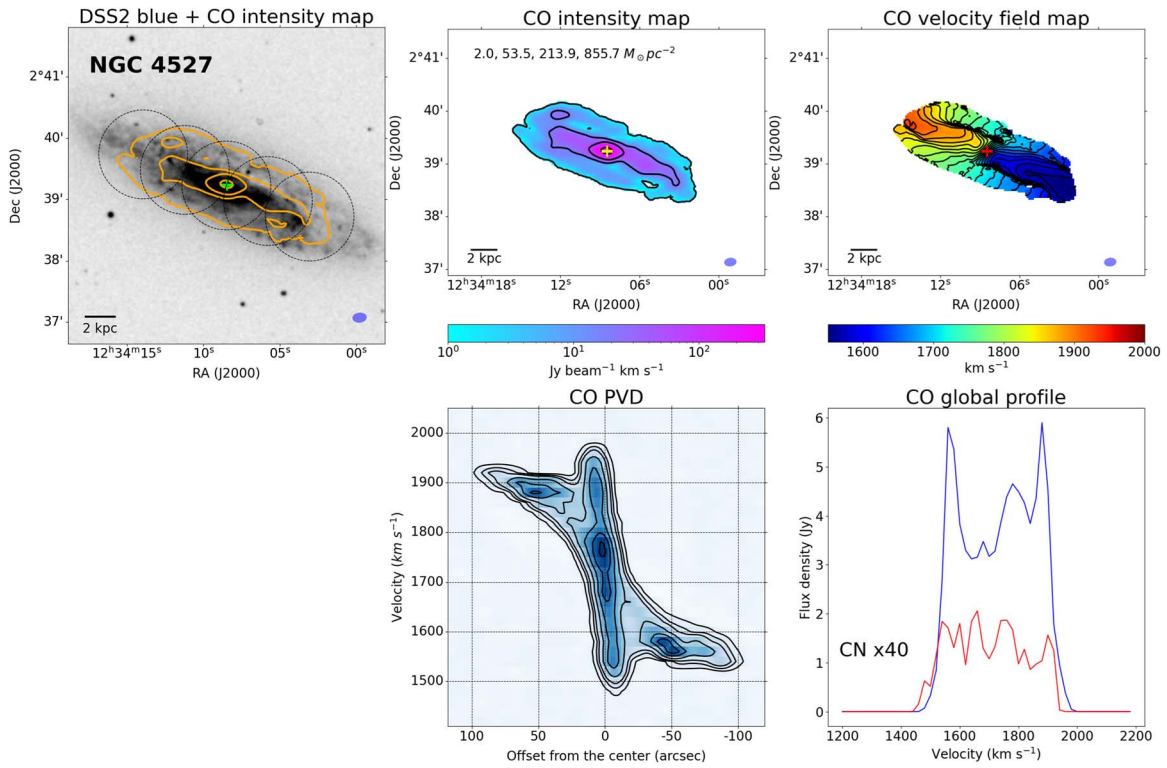 DSS2 blue + CO intensity map
NGC 4527
2°41'
40'
39'
38'
37'
Dec (J2000)
2 kpc
12ʰ34ᵐ15ˢ 10ˢ 05ˢ 00ˢ
RA (J2000)
CO intensity map
2.0, 53.5, 213.9, 855.7 M⊙pc⁻²
2°41'
40'
39'
38'
37'
Dec (J2000)
2 kpc
12ʰ34ᵐ18ˢ 12ˢ 06ˢ 00ˢ
RA (J2000)
10⁰ 10¹ 10²
Jy beam⁻¹ km s⁻¹
CO velocity field map
2°41'
40'
39'
38'
37'
Dec (J2000)
2 kpc
12ʰ34ᵐ18ˢ 12ˢ 06ˢ 00ˢ
RA (J2000)
1600 1700 1800 1900 2000
km s⁻¹
CO PVD
2000
1900
1800
1700
1600
1500
Velocity (km s⁻¹)
100 50 0 -50 -100
Offset from the center (arcsec)
CO global profile
6
5
4
3
2
1
0
Flux density (Jy)
CN x40
1200 1400 1600 1800 2000 2200
Velocity (km s⁻¹)